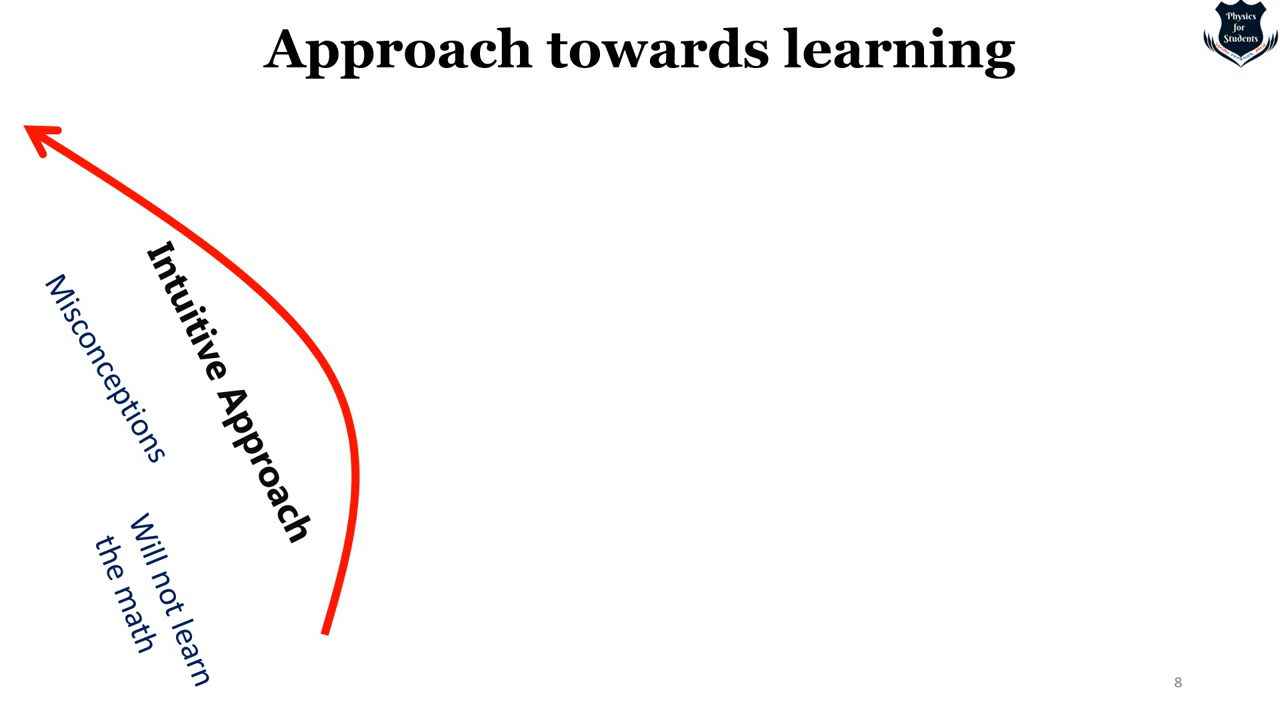 Approach towards learning
Physics
for
Students
Intuitive Approach
Misconceptions
Will not learn
the math
8